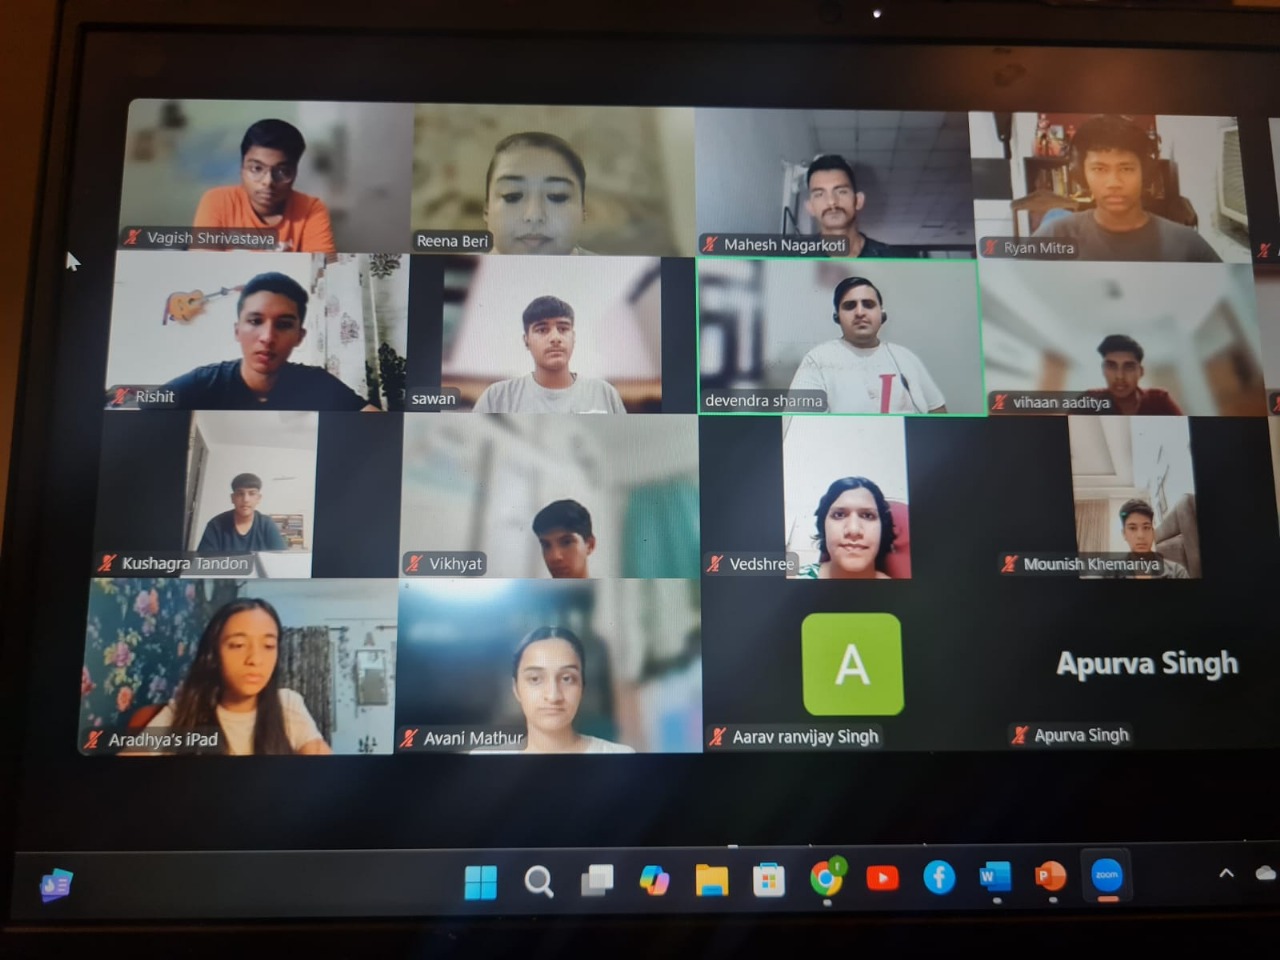 Vagish Shrivastava
Reena Beri
Mahesh Nagarkoti
Ryan Mitra
Rishit
sawan
devendra sharma
vihaan aaditya
Kushagra Tandon
Vikhyat
Vedshree
Mounish Khemariya
Aradhya's iPad
Avani Mathur
A
Aarav ranvijay Singh
Apurva Singh
Apurva Singh
W
P
zoom